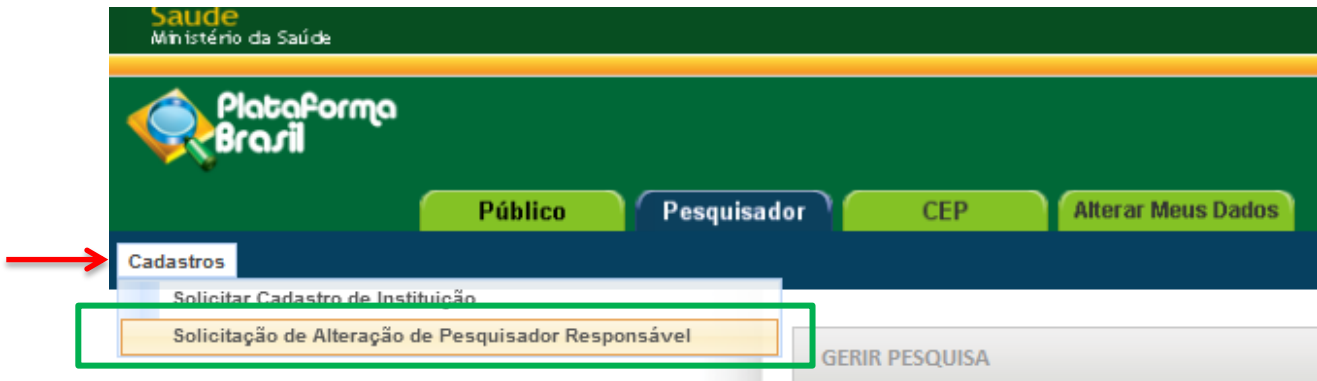 Saude
Ministério da Saúde
Plataforma
Brasil
Público
Pesquisador
CEP
Alterar Meus Dados
Cadastros
Solicitar Cadastro de Instituição
Solicitação de Alteração de Pesquisador Responsável
GERIR PESQUISA